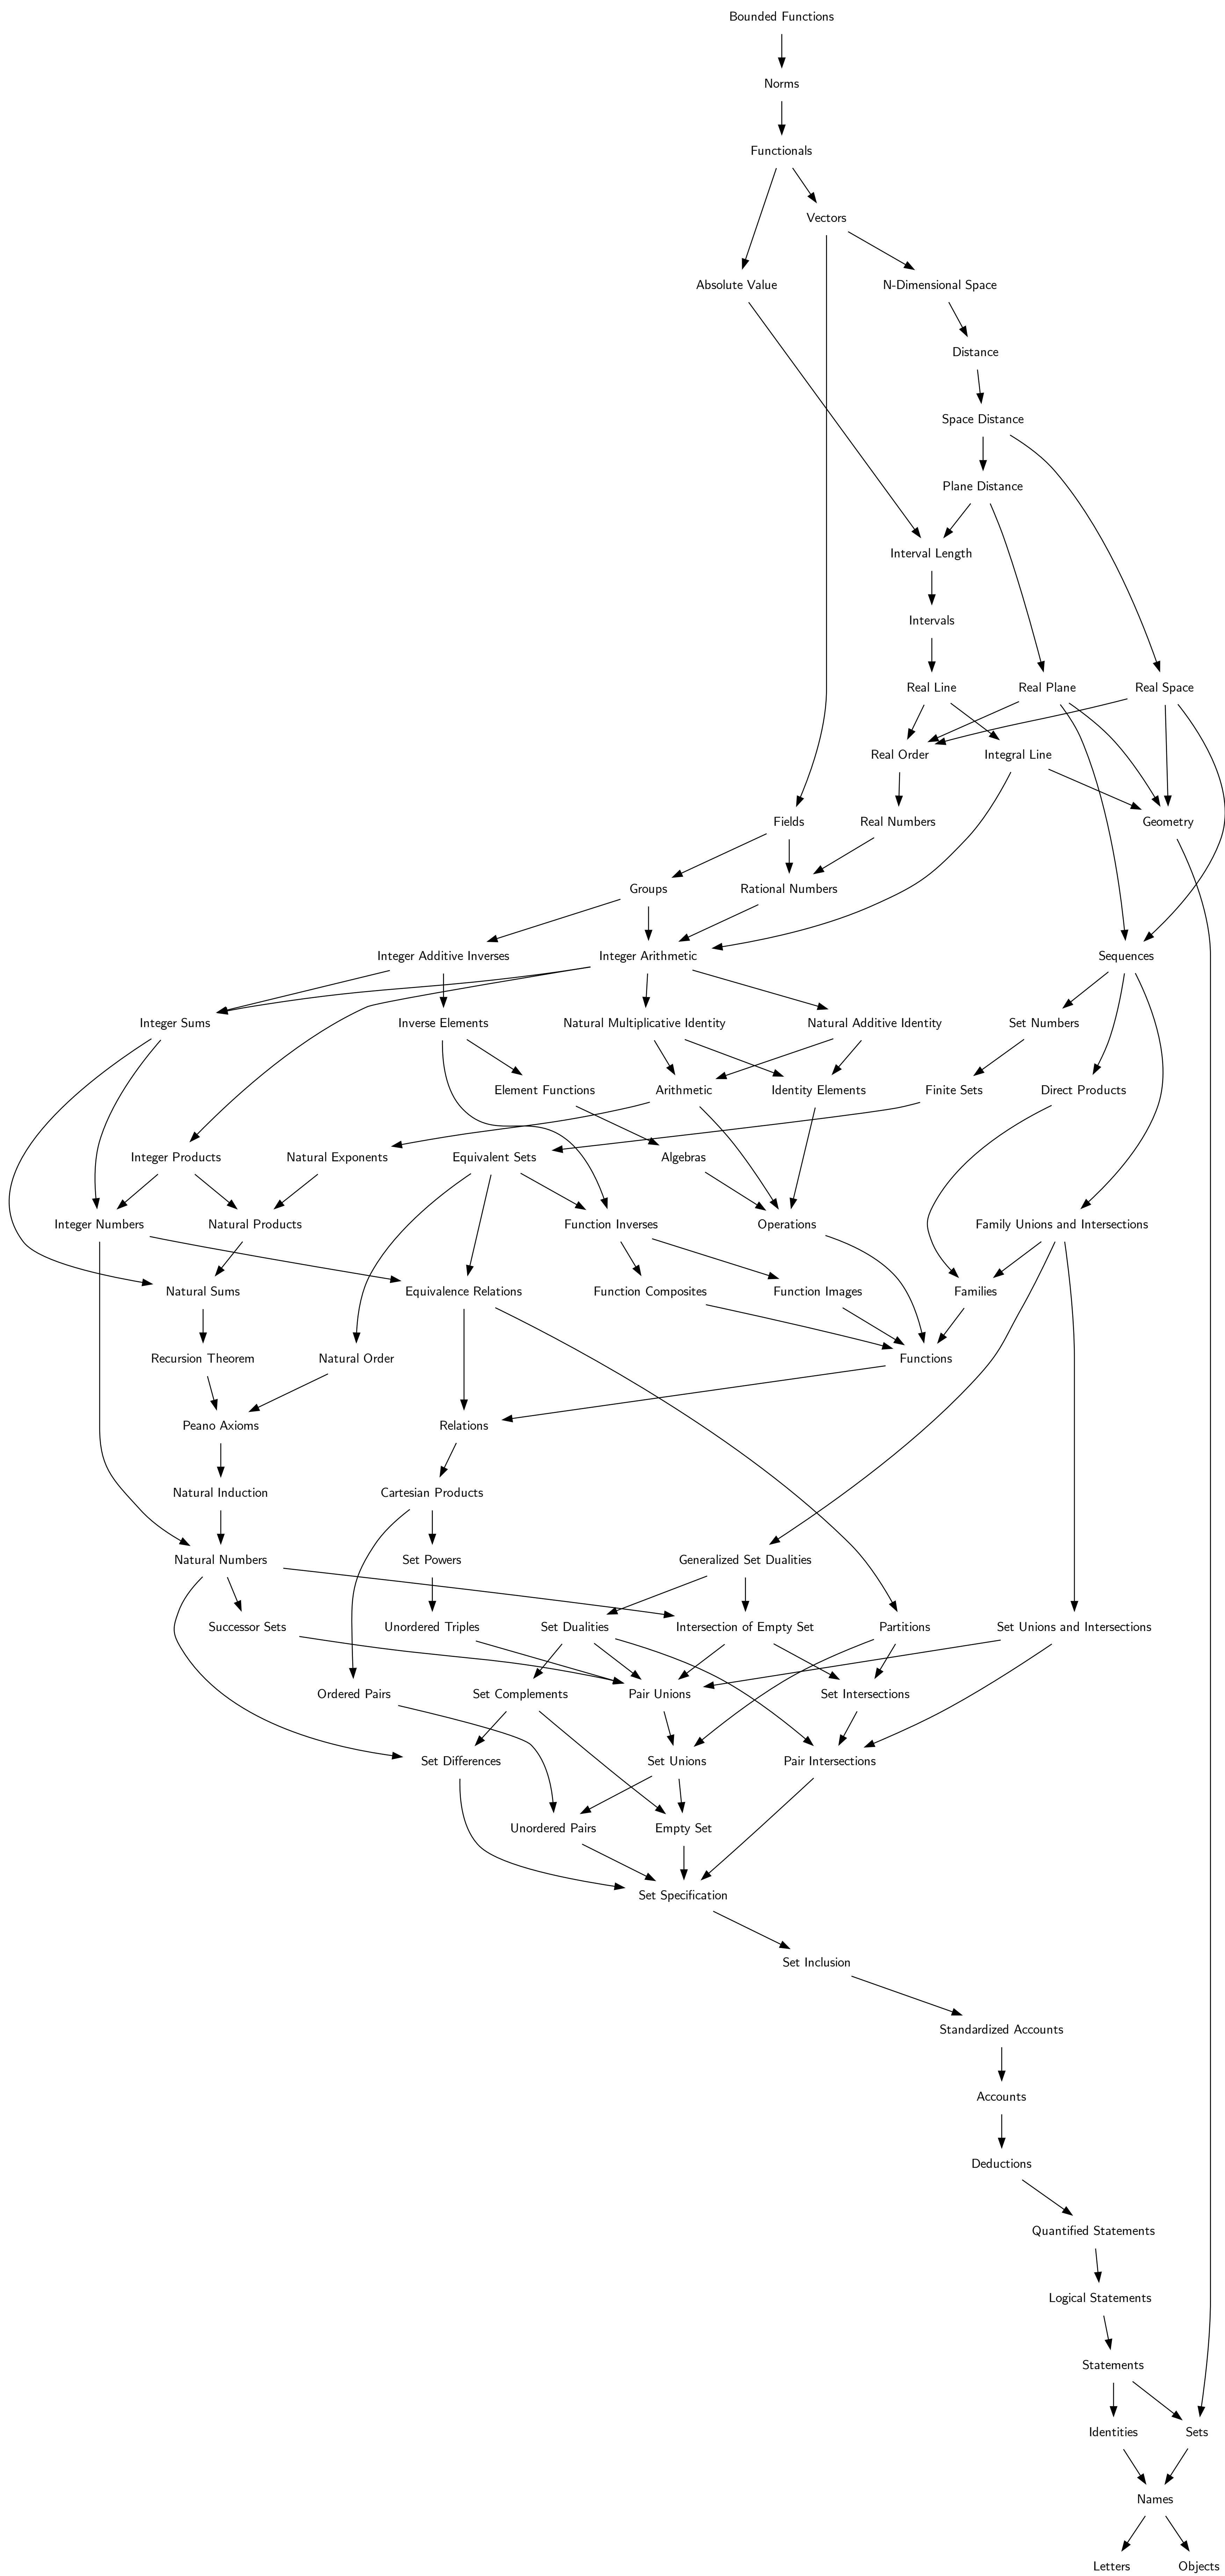 Bounded Functions
Norms
Functionals
Vectors
Absolute Value
N-Dimensional Space
Distance
Space Distance
Plane Distance
Interval Length
Intervals
Real Line
Real Plane
Real Space
Real Order
Integral Line
Fields
Real Numbers
Geometry
Groups
Rational Numbers
Integer Additive Inverses
Integer Arithmetic
Sequences
Integer Sums
Inverse Elements
Natural Multiplicative Identity
Natural Additive Identity
Set Numbers
Element Functions
Arithmetic
Identity Elements
Finite Sets
Direct Products
Integer Products
Natural Exponents
Equivalent Sets
Algebras
Integer Numbers
Natural Products
Function Inverses
Operations
Family Unions and Intersections
Natural Sums
Equivalence Relations
Function Composites
Function Images
Families
Recursion Theorem
Natural Order
Functions
Peano Axioms
Relations
Natural Induction
Cartesian Products
Natural Numbers
Set Powers
Generalized Set Dualities
Successor Sets
Unordered Triples
Set Dualities
Intersection of Empty Set
Partitions
Set Unions and Intersections
Ordered Pairs
Set Complements
Pair Unions
Set Intersections
Set Differences
Set Unions
Pair Intersections
Unordered Pairs
Empty Set
Set Specification
Set Inclusion
Standardized Accounts
Accounts
Deductions
Quantified Statements
Logical Statements
Statements
Identities
Sets
Names
Letters
Objects